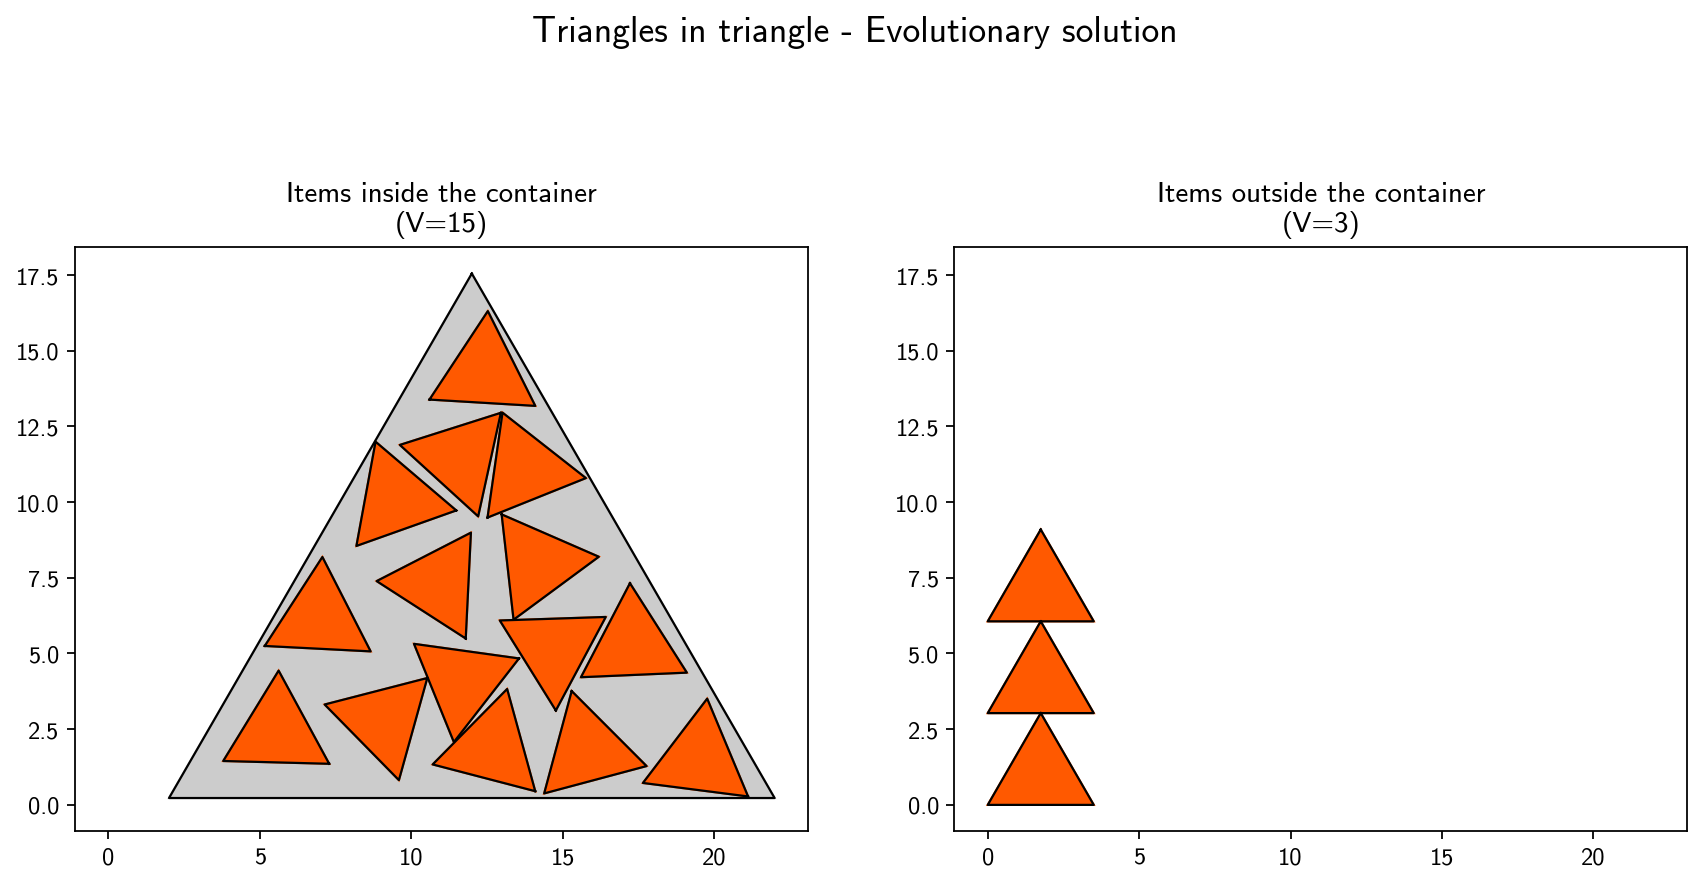 Triangles in triangle - Evolutionary solution
Items inside the container
(V=15)
17.5
15.0
12.5
10.0
7.5
5.0
2.5
0.0
0 5 10 15 20
Items outside the container
(V=3)
17.5
15.0
12.5
10.0
7.5
5.0
2.5
0.0
0 5 10 15 20